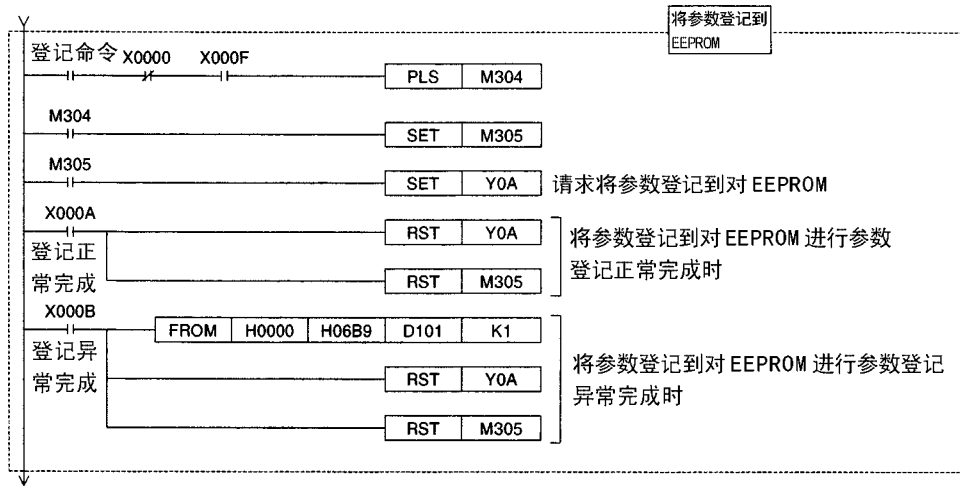 将参数登记到
EEPROM
登记命令 X0000 X000F
PLS M304
M304
SET M305
M305
SET Y0A 请求将参数登记到对EEPROM
X000A
RST Y0A
登记正
常完成
RST M305
将参数登记到对EEPROM进行参数
登记正常完成时
X000B
FROM H0000 H06B9 D101 K1
登记异
常完成
RST Y0A
RST M305
将参数登记到对EEPROM进行参数登记
异常完成时